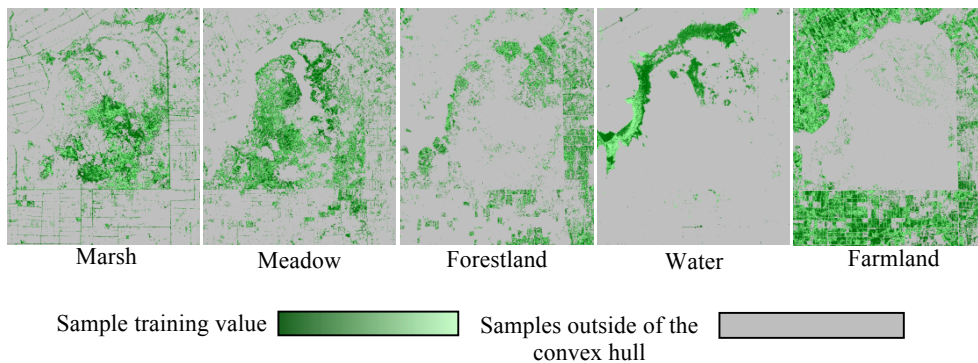 Marsh
Meadow
Forestland
Water
Farmland
Sample training value
Samples outside of the
convex hull